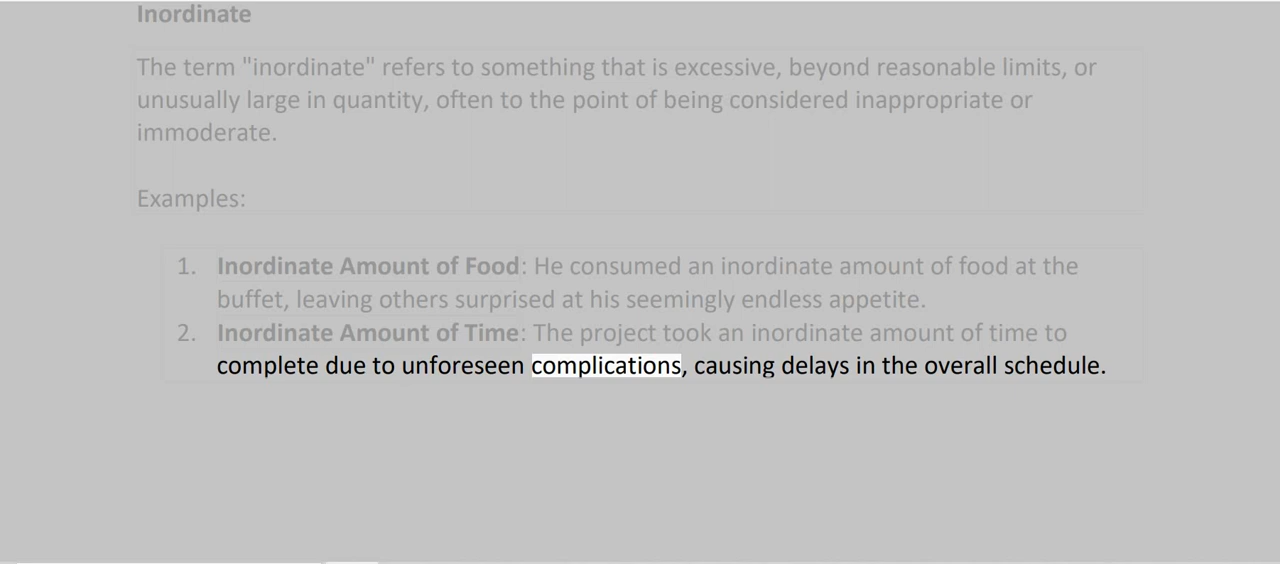 Inordinate
The term "inordinate" refers to something that is excessive, beyond reasonable limits, or
unusually large in quantity, often to the point of being considered inappropriate or
immoderate.
Examples:
1. Inordinate Amount of Food: He consumed an inordinate amount of food at the
buffet, leaving others surprised at his seemingly endless appetite.
2. Inordinate Amount of Time: The project took an inordinate amount of time to
complete due to unforeseen complications, causing delays in the overall schedule.